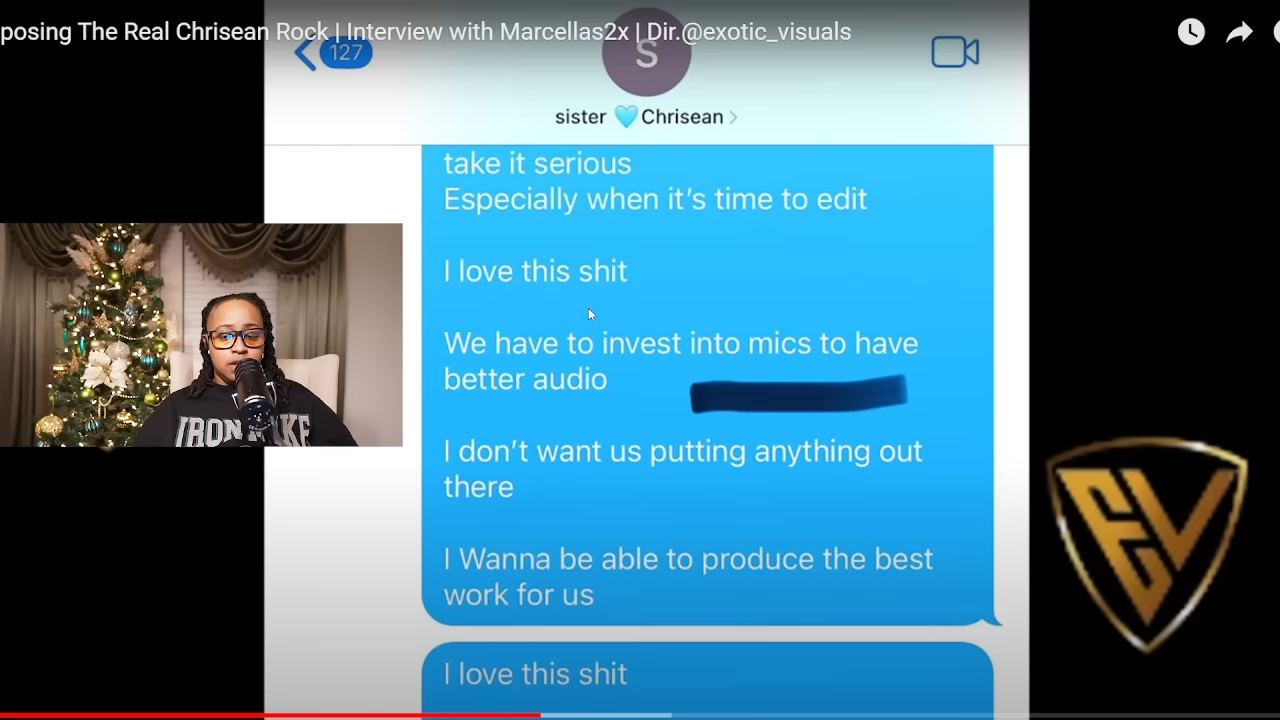 posing The Real Chrisean Rock | Interview with Marcellas2x | Dir.@exotic_visuals
127
S
sister 🩵Chrisean
take it serious
Especially when it's time to edit
I love this shit
We have to invest into mics to have
better audio
I don't want us putting anything out
there
I Wanna be able to produce the best
work for us
I love this shit
IRON
EV